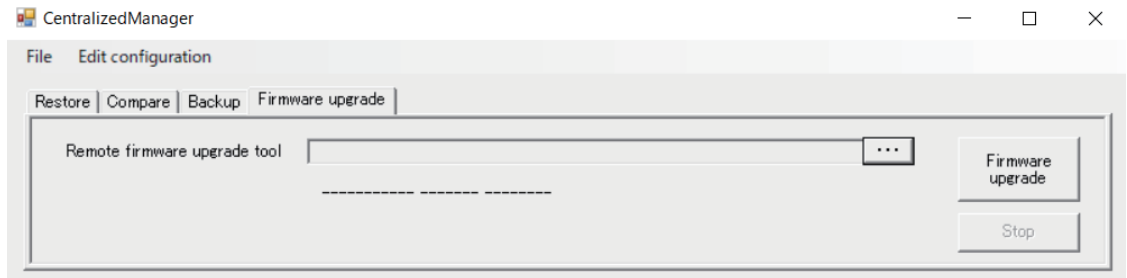 CentralizedManager
File Edit configuration
Restore Compare Backup Firmware upgrade
Remote firmware upgrade tool ...
Firmware
upgrade
----------- ------- --------
Stop